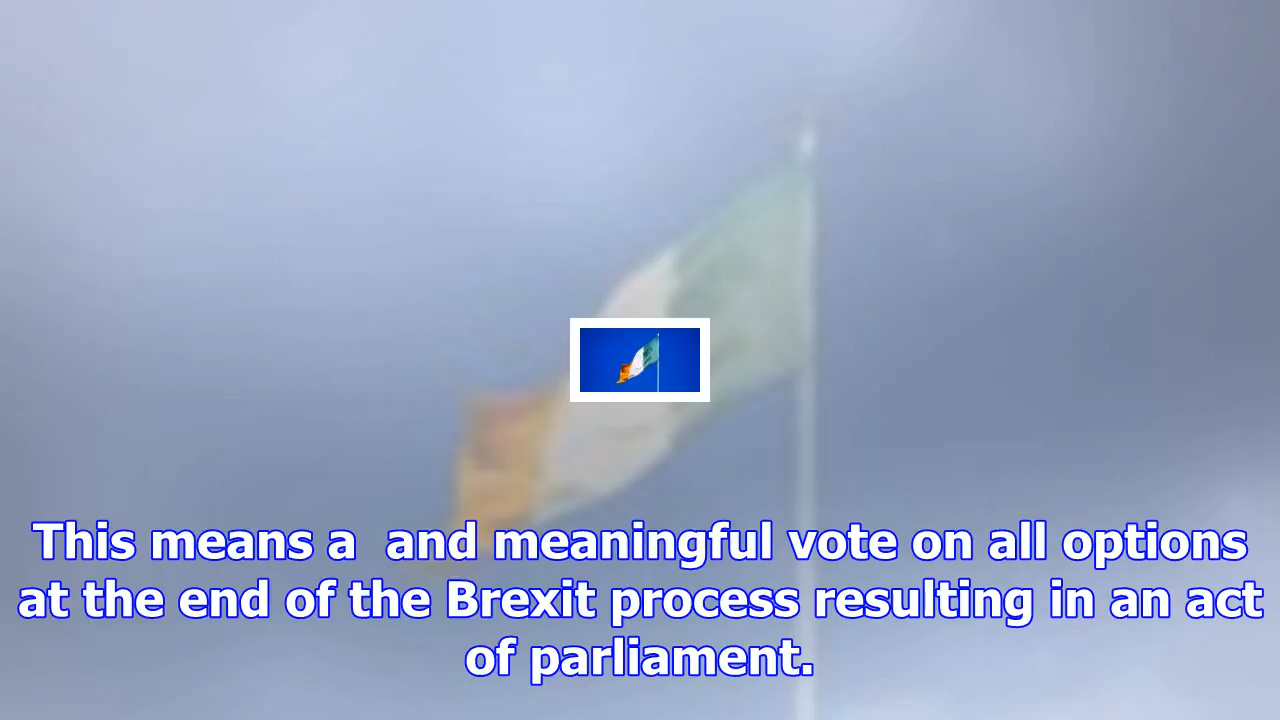 This means a  and meaningful vote on all options
at the end of the Brexit process resulting in an act
of parliament.